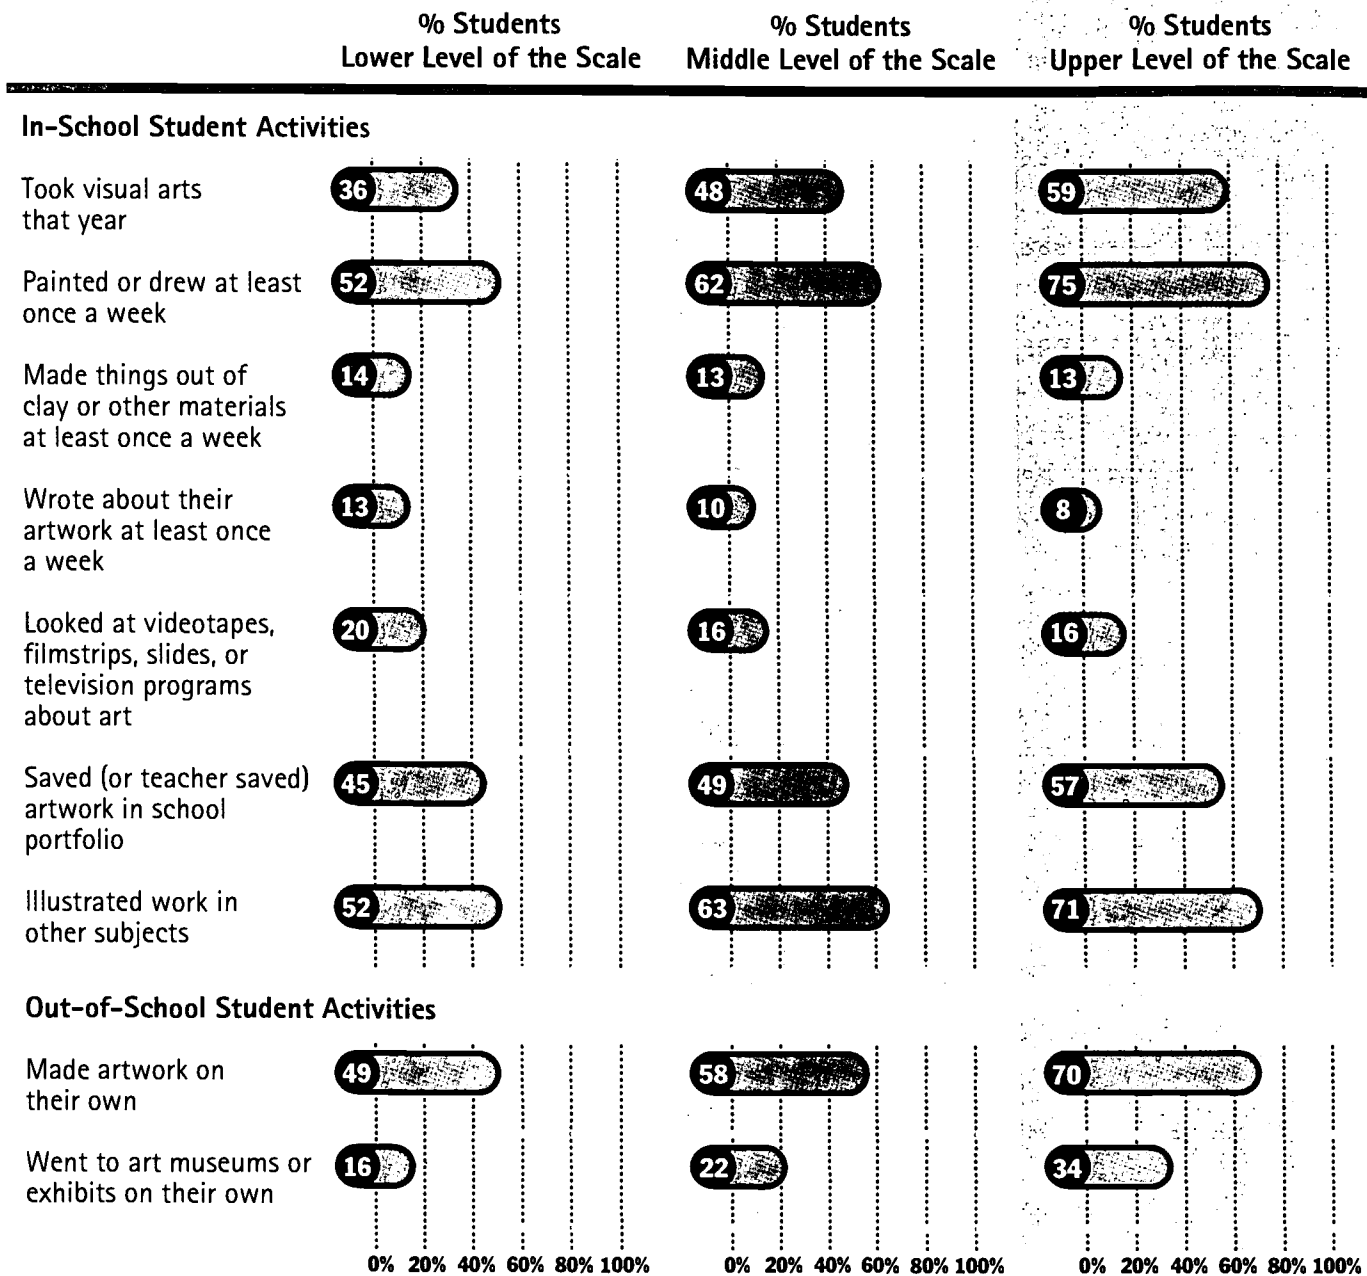 % Students % Students % Students
Lower Level of the Scale Middle Level of the Scale Upper Level of the Scale
In-School Student Activities
Took visual arts 36 48 59
that year
Painted or drew at least 52 62 75
once a week
Made things out of 14 13 13
clay or other materials
at least once a week
Wrote about their 13 10 8
artwork at least once
a week
Looked at videotapes, 20 16 16
filmstrips, slides, or
television programs
about art
Saved (or teacher saved) 45 49 57
artwork in school
portfolio
Illustrated work in 52 63 71
other subjects
Out-of-School Student Activities
Made artwork on 49 58 70
their own
Went to art museums or 16 22 34
exhibits on their own
0% 20% 40% 60% 80% 100% 0% 20% 40% 60% 80% 100% 0% 20% 40% 60% 80% 100%